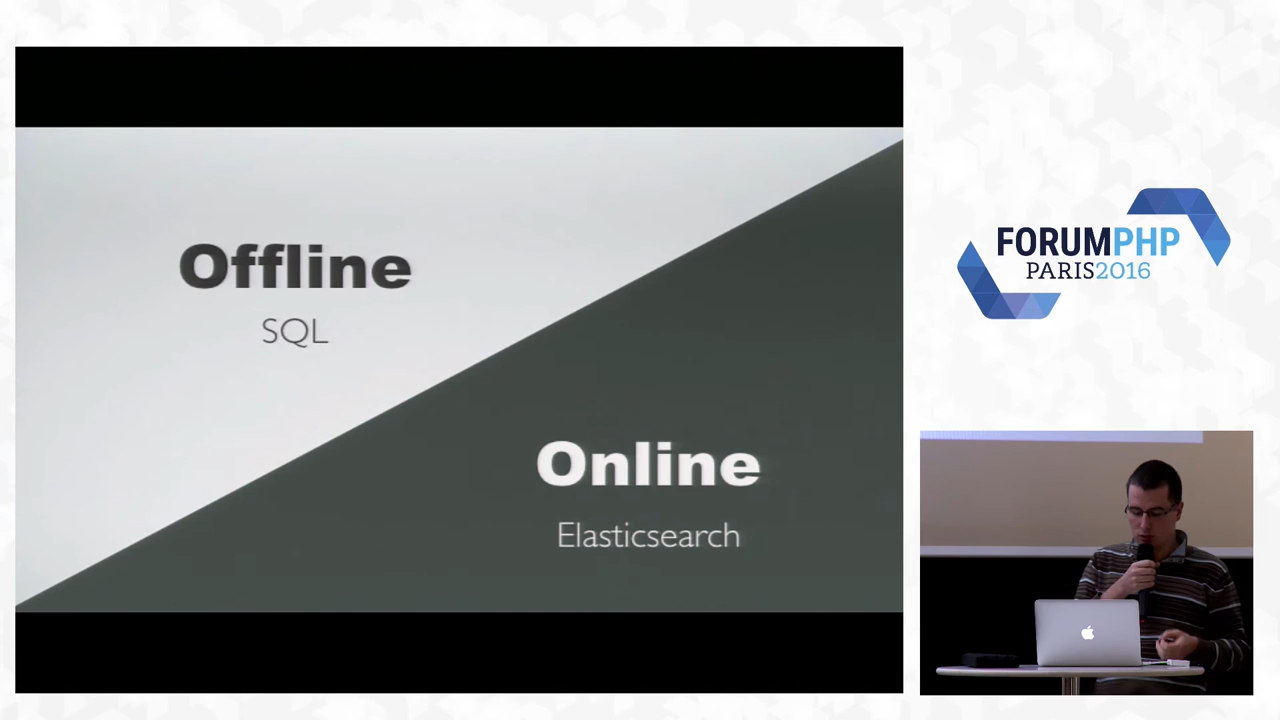 Offline
SQL
Online
Elasticsearch
FORUMPHP
PARIS2016